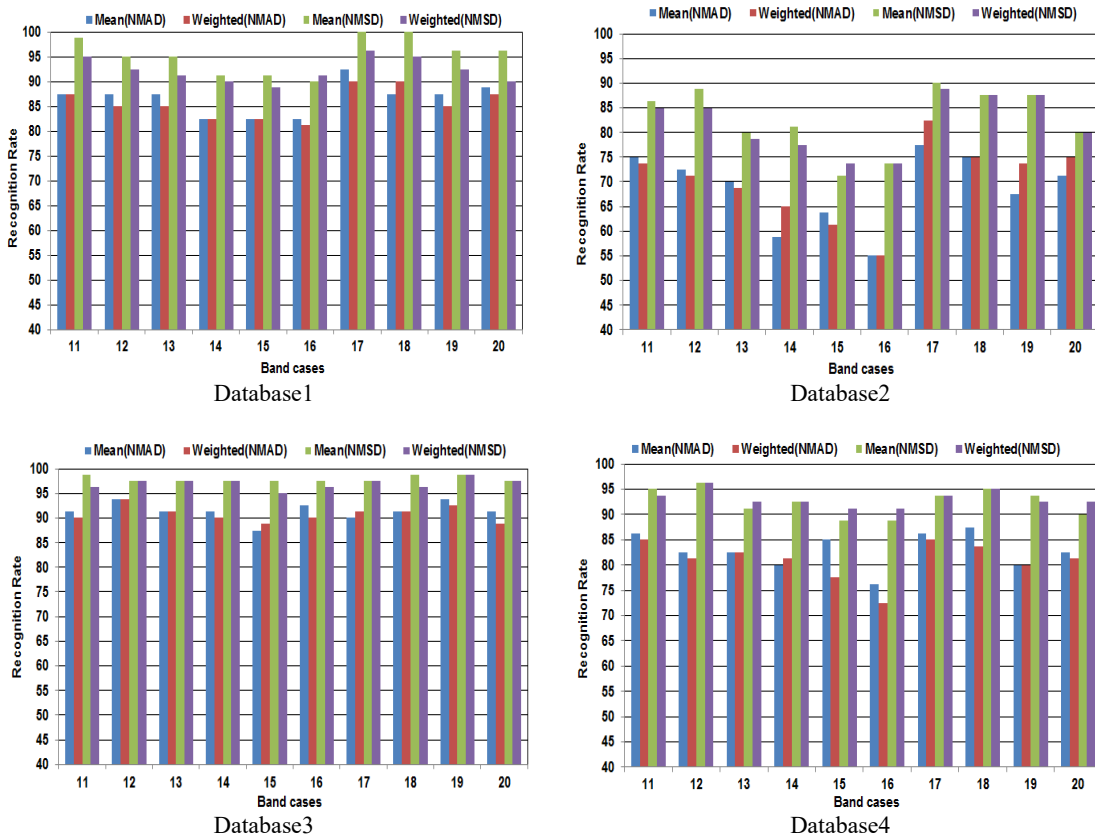 Mean(NMAD) Weighted(NMAD) Mean(NMSD) Weighted(NMSD)
Recognition Rate
100
95
90
85
80
75
70
65
60
55
50
45
40
11 12 13 14 15 16 17 18 19 20
Band cases
Database1
Mean(NMAD) Weighted(NMAD) Mean(NMSD) Weighted(NMSD)
Recognition Rate
100
95
90
85
80
75
70
65
60
55
50
45
40
11 12 13 14 15 16 17 18 19 20
Band cases
Database2
Mean(NMAD) Weighted(NMAD) Mean(NMSD) Weighted(NMSD)
Recognition Rate
100
95
90
85
80
75
70
65
60
55
50
45
40
11 12 13 14 15 16 17 18 19 20
Band cases
Database3
Mean(NMAD) Weighted(NMAD) Mean(NMSD) Weighted(NMSD)
Recognition Rate
100
95
90
85
80
75
70
65
60
55
50
45
40
11 12 13 14 15 16 17 18 19 20
Band cases
Database4